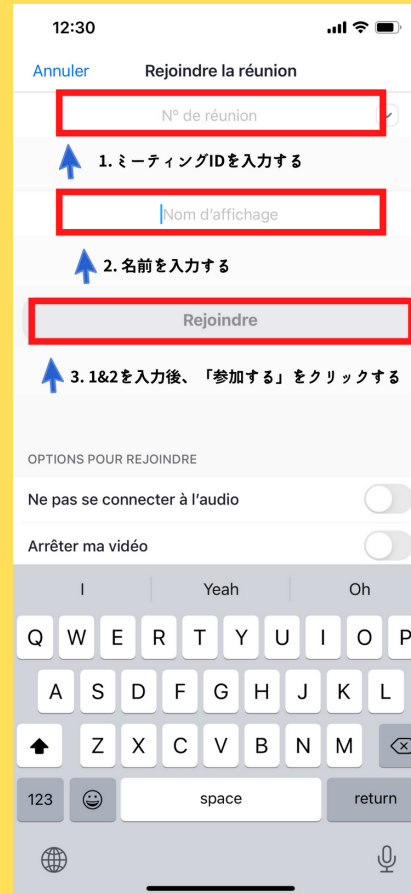 12:30
Annuler Rejoindre la réunion
N° de réunion
1. ミーティングIDを入力する
Nom d'affichage
2. 名前を入力する
Rejoindre
3. 1&2を入力後、「参加する」をクリックする
OPTIONS POUR REJOINDRE
Ne pas se connecter à l'audio
Arrêter ma vidéo
I Yeah Oh
Q W E R T Y U I O P
A S D F G H J K L
Z X C V B N M
123 space return